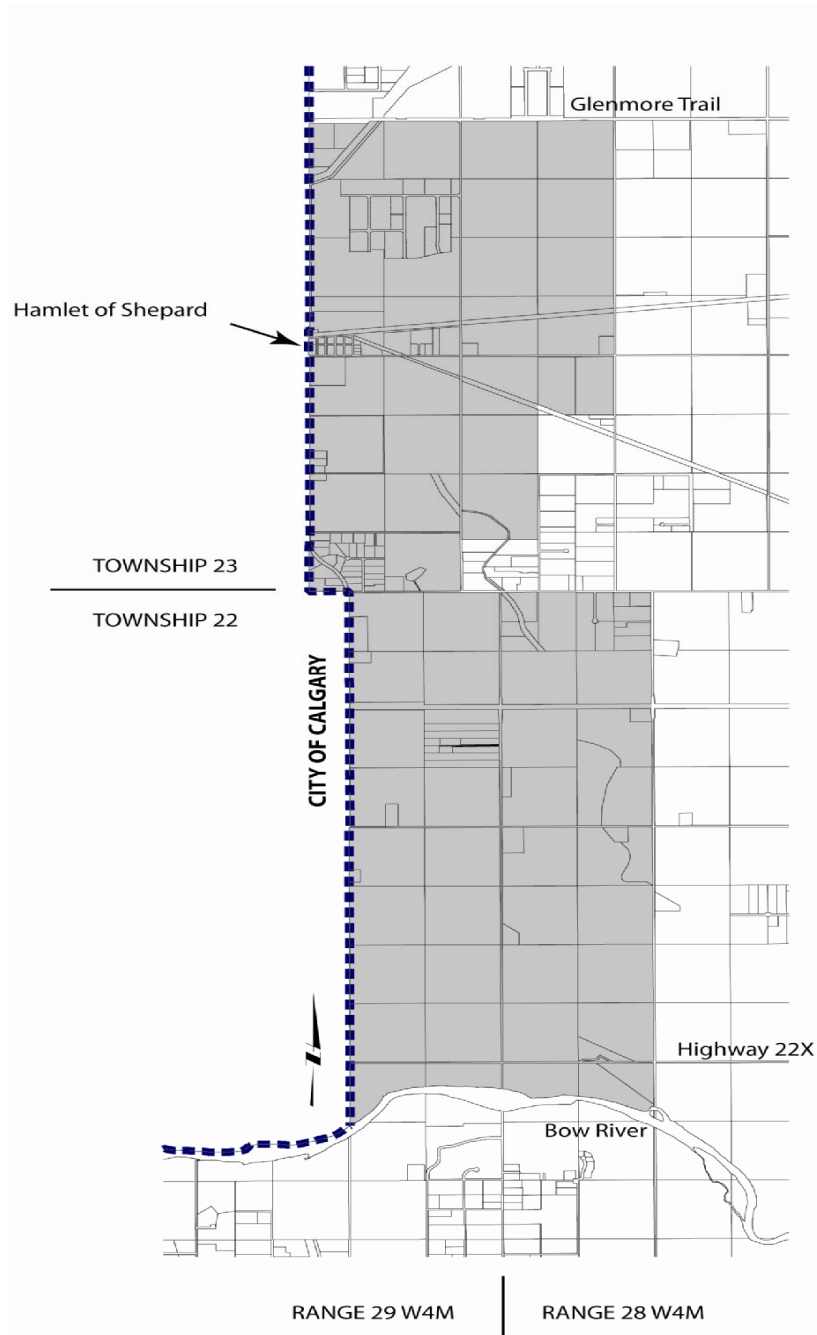 Glenmore Trail
Hamlet of Shepard
TOWNSHIP 23
TOWNSHIP 22
CITY OF CALGARY
N
Highway 22X
Bow River
RANGE 29 W4M
RANGE 28 W4M